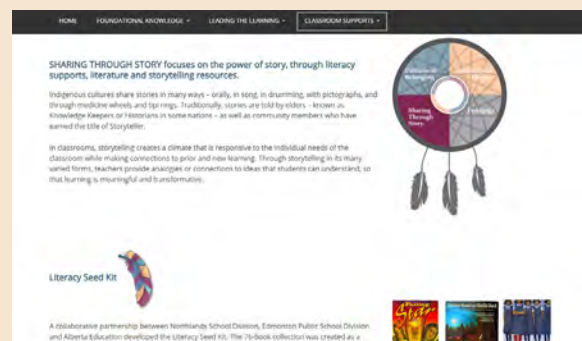 HOME FOUNDATIONAL KNOWLEDGE LEADING THE LEARNING CLASSROOM SUPPORTS
SHARING THROUGH STORY focuses on the power of story, through literacy
supports, literature and storytelling resources.
Indigenous cultures share stories in many ways – orally, in song, in drumming, with pictographs, and
through medicine wheels and tipi rings. Traditionally, stories are told by elders – known as
Knowledge Keepers or Historians in some nations – as well as community members who have
earned the title of Storyteller.
In classrooms, storytelling creates a climate that is responsive to the individual needs of the
classroom while making connections to prior and new learning. Through storytelling in its many
varied forms, teachers provide analogies or connections to ideas that students can understand, so
that learning is meaningful and transformative.
Sharing
Through
Story
Literacy Seed Kit
A collaborative partnership between Northlands School Division, Edmonton Public School Division
and Alberta Education developed the Literacy Seed Kit. The 76-book collection was created as a